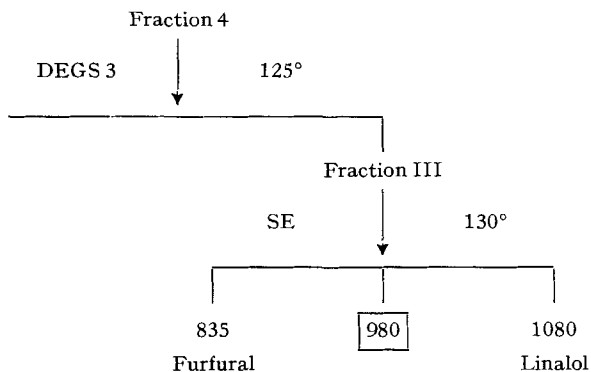 Fraction 4
DEGS 3 125°
Fraction III
SE 130°
835 980 1080
Furfural Linalol